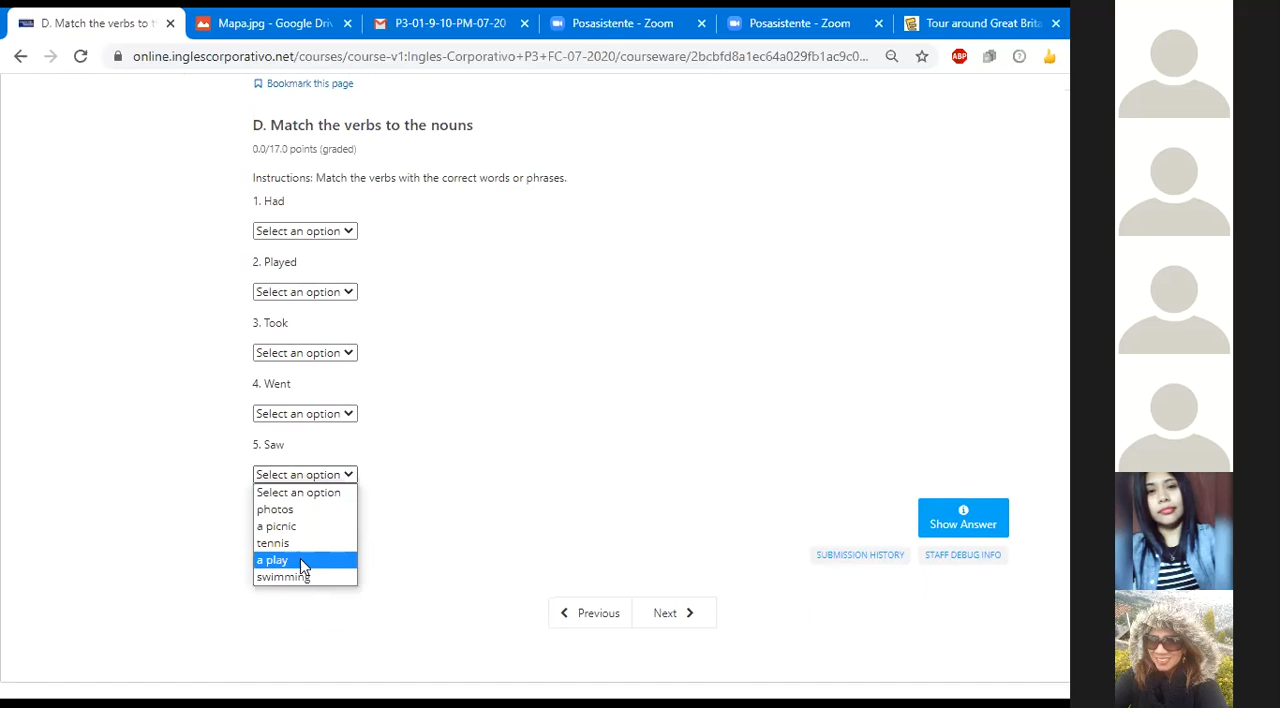 D. Match the verbs to t
Mapa.jpg - Google Driv
P3-01-9-10-PM-07-20
Posasistente - Zoom
Posasistente - Zoom
Tour around Great Brita
online.inglescorporativo.net/courses/course-v1:Ingles-Corporativo+P3+FC-07-2020/courseware/2bcbfd8a1ec64a029fb1ac9c0...
ABP
Bookmark this page
D. Match the verbs to the nouns
0.0/17.0 points (graded)
Instructions: Match the verbs with the correct words or phrases.
1. Had
Select an option
2. Played
Select an option
3. Took
Select an option
4. Went
Select an option
5. Saw
Select an option
Select an option
photos
a picnic
tennis
a play
swimming
Show Answer
SUBMISSION HISTORY
STAFF DEBUG INFO
Previous
Next